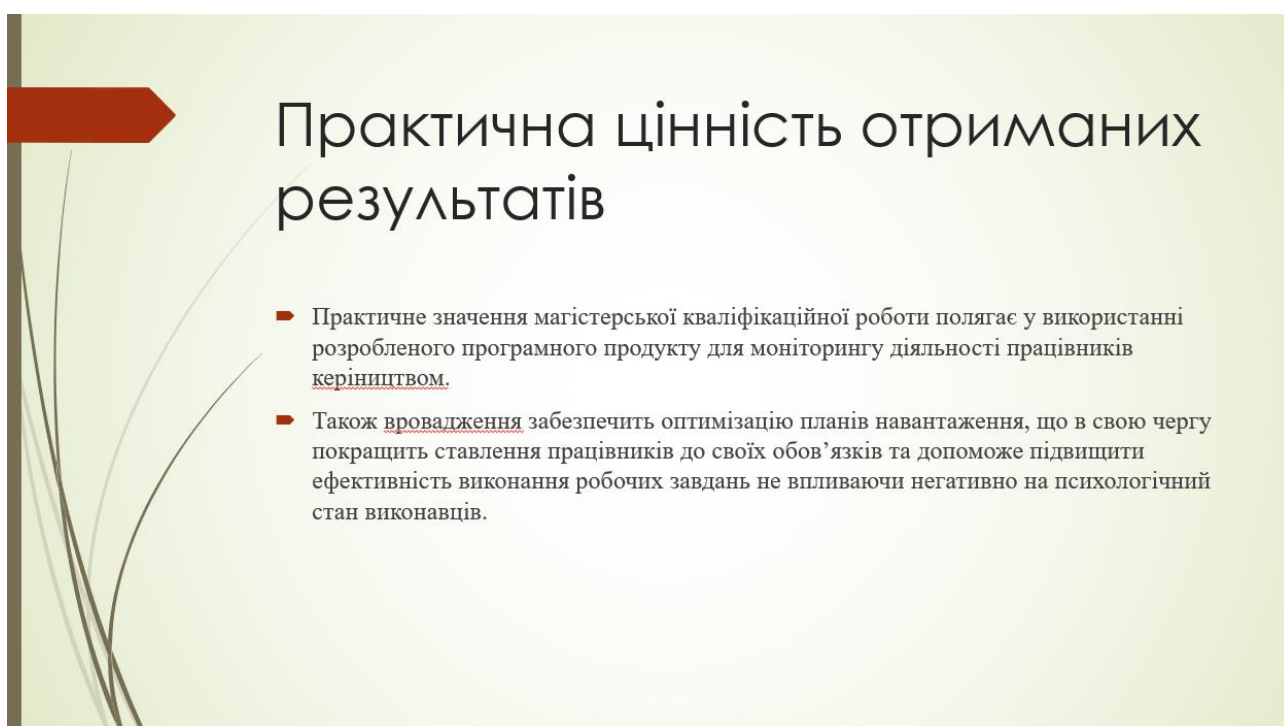 Практична цінність отриманих
результатів
Практичне значення магістерської кваліфікаційної роботи полягає у використанні
розробленого програмного продукту для моніторингу діяльності працівників
керіництвом.
Також вровадження забезпечить оптимізацію планів навантаження, що в свою чергу
покращить ставлення працівників до своїх обов’язків та допоможе підвищити
ефективність виконання робочих завдань не впливаючи негативно на психологічний
стан виконавців.